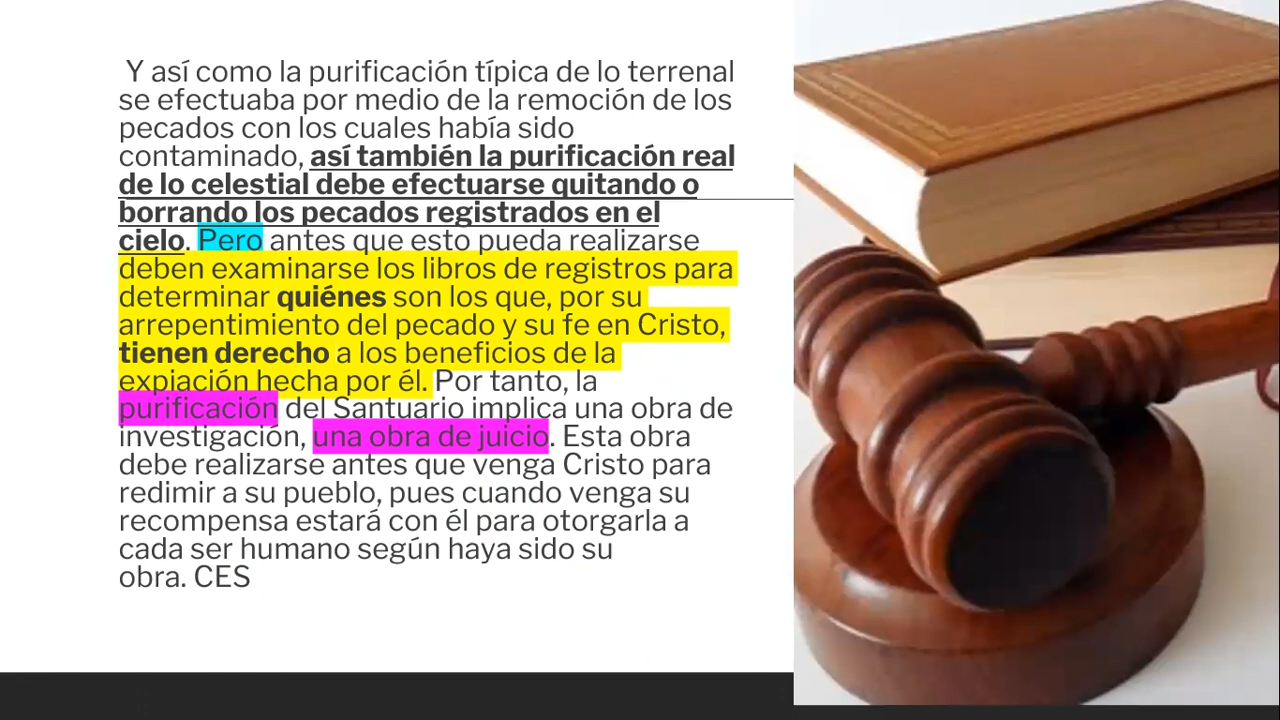 Y así como la purificación típica de lo terrenal
se efectuaba por medio de la remoción de los
pecados con los cuales había sido
contaminado, así también la purificación real
de lo celestial debe efectuarse quitando o
borrando los pecados registrados en el
cielo. Pero antes que esto pueda realizarse
deben examinarse los libros de registros para
determinar quiénes son los que, por su
arrepentimiento del pecado y su fe en Cristo,
tienen derecho a los beneficios de la
expiación hecha por él. Por tanto, la
purificación del Santuario implica una obra de
investigación, una obra de juicio. Esta obra
debe realizarse antes que venga Cristo para
redimir a su pueblo, pues cuando venga su
recompensa estará con él para otorgarla a
cada ser humano según haya sido su
obra. CES